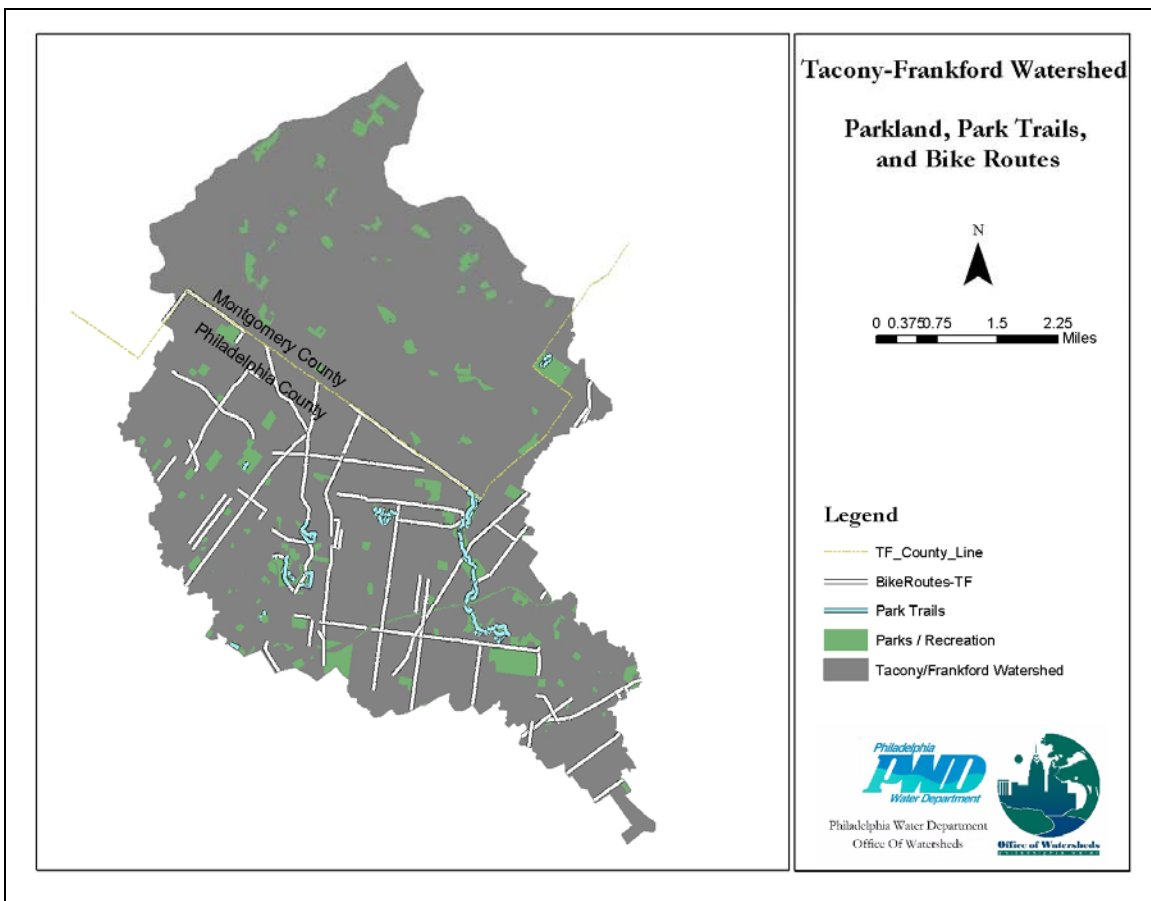 Tacony-Frankford Watershed
Parkland, Park Trails,
and Bike Routes
N
0 0.375 0.75 1.5 2.25
Miles
Montgomery County
Philadelphia County
Legend
TF_County_Line
BikeRoutes-TF
Park Trails
Parks / Recreation
Tacony/Frankford Watershed
Philadelphia
PWD
Water Department
Philadelphia Water Department
Office Of Watersheds
Office of Watersheds
philadelphia water